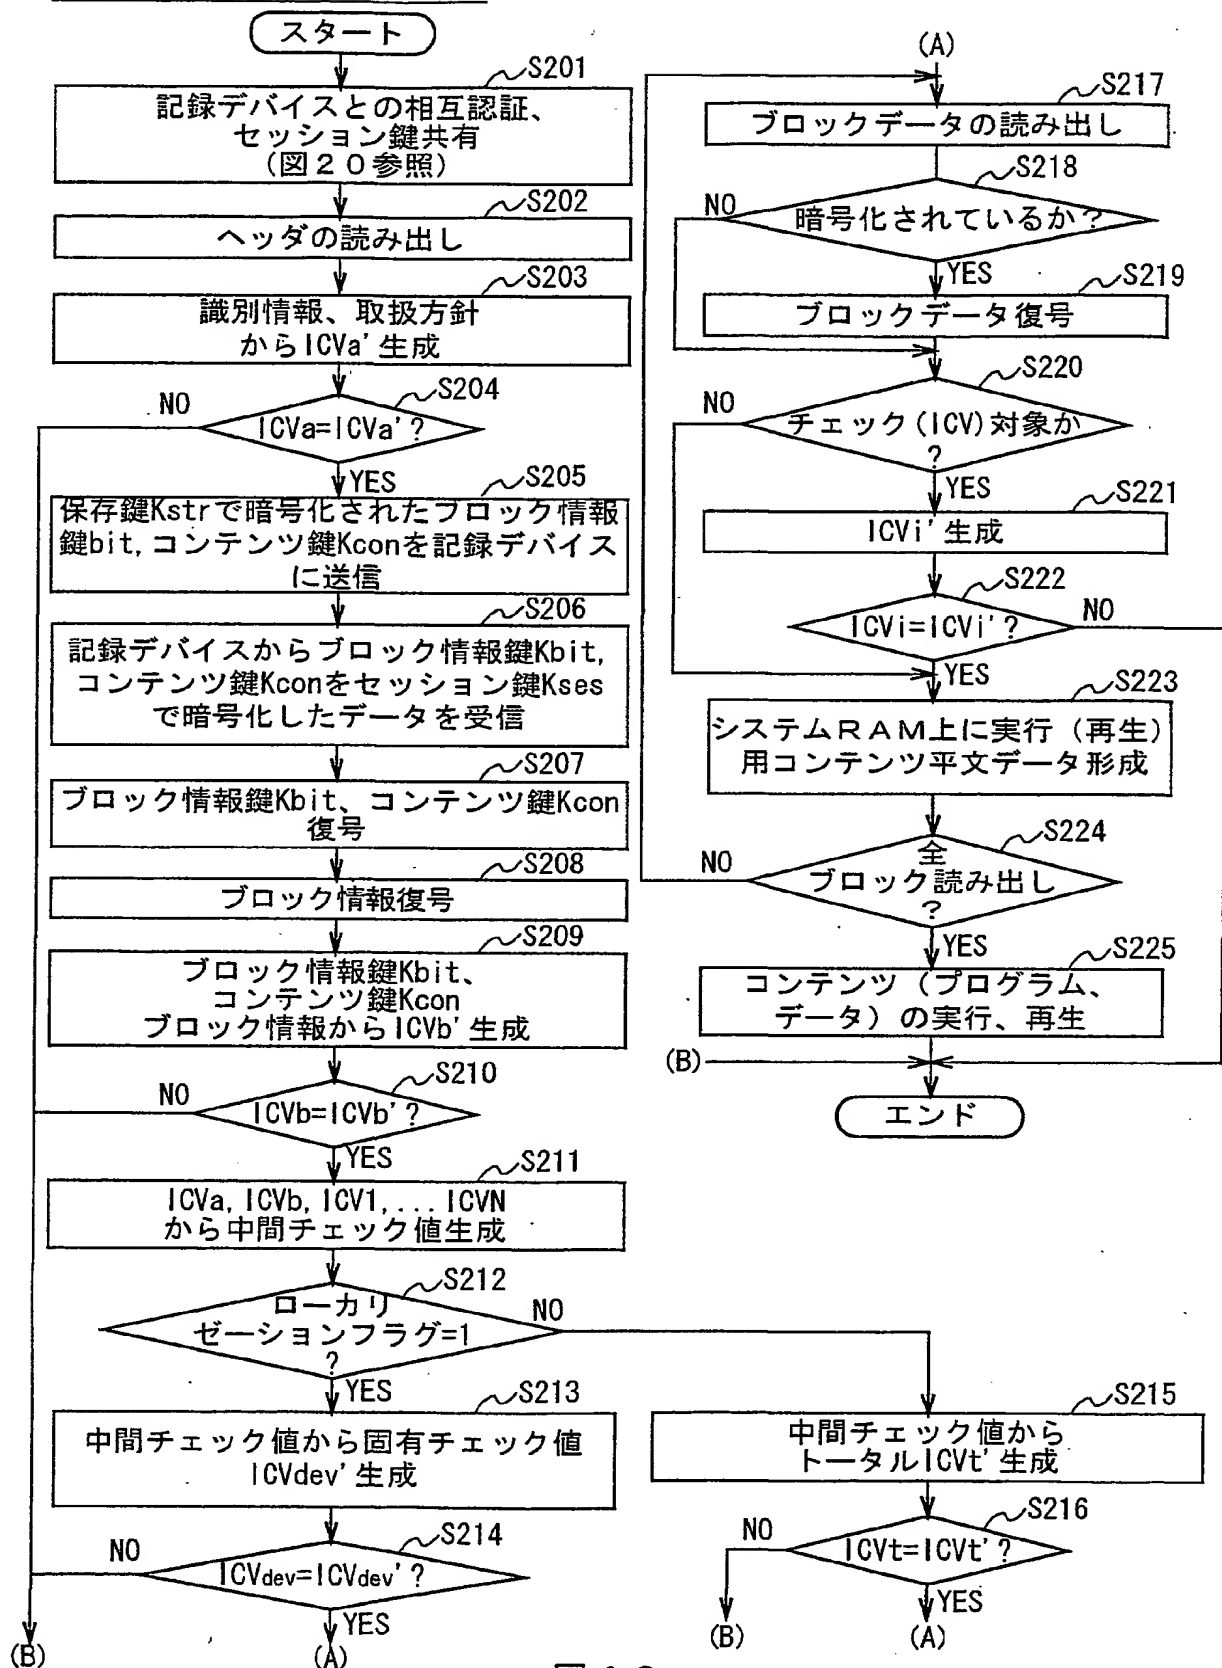 スタート
S201
記録デバイスとの相互認証、
セッション鍵共有
(図20参照)
S202
ヘッダの読み出し
S203
識別情報、取扱方針
からICVa'生成
S204
ICVa=ICVa'?
NO
YES
S205
保存鍵Kstrで暗号化されたブロック情報
鍵bit,コンテンツ鍵Kconを記録デバイス
に送信
S206
記録デバイスからブロック情報鍵Kbit,
コンテンツ鍵Kconをセッション鍵Kses
で暗号化したデータを受信
S207
ブロック情報鍵Kbit、コンテンツ鍵Kcon
復号
S208
ブロック情報復号
S209
ブロック情報鍵Kbit、
コンテンツ鍵Kcon
ブロック情報からICVb'生成
S210
ICVb=ICVb'?
NO
YES
S211
ICVa,ICVb,ICV1,...ICVN
から中間チェック値生成
S212
ローカリ
ゼーションフラグ=1
?
NO
YES
S213
中間チェック値から固有チェック値
ICVdev'生成
S214
ICVdev=ICVdev'?
NO
YES
(B)
(A)
S215
中間チェック値から
トータルICVt'生成
S216
ICVt=ICVt'?
NO
YES
(B)
(A)
(A)
S217
ブロックデータの読み出し
S218
暗号化されているか?
NO
YES
S219
ブロックデータ復号
S220
チェック(ICV)対象か
?
NO
YES
S221
ICVi'生成
S222
ICVi=ICVi'?
NO
YES
S223
システムRAM上に実行(再生)
用コンテンツ平文データ形成
S224
全
ブロック読み出し
?
NO
YES
S225
コンテンツ(プログラム、
データ)の実行、再生
(B)
エンド